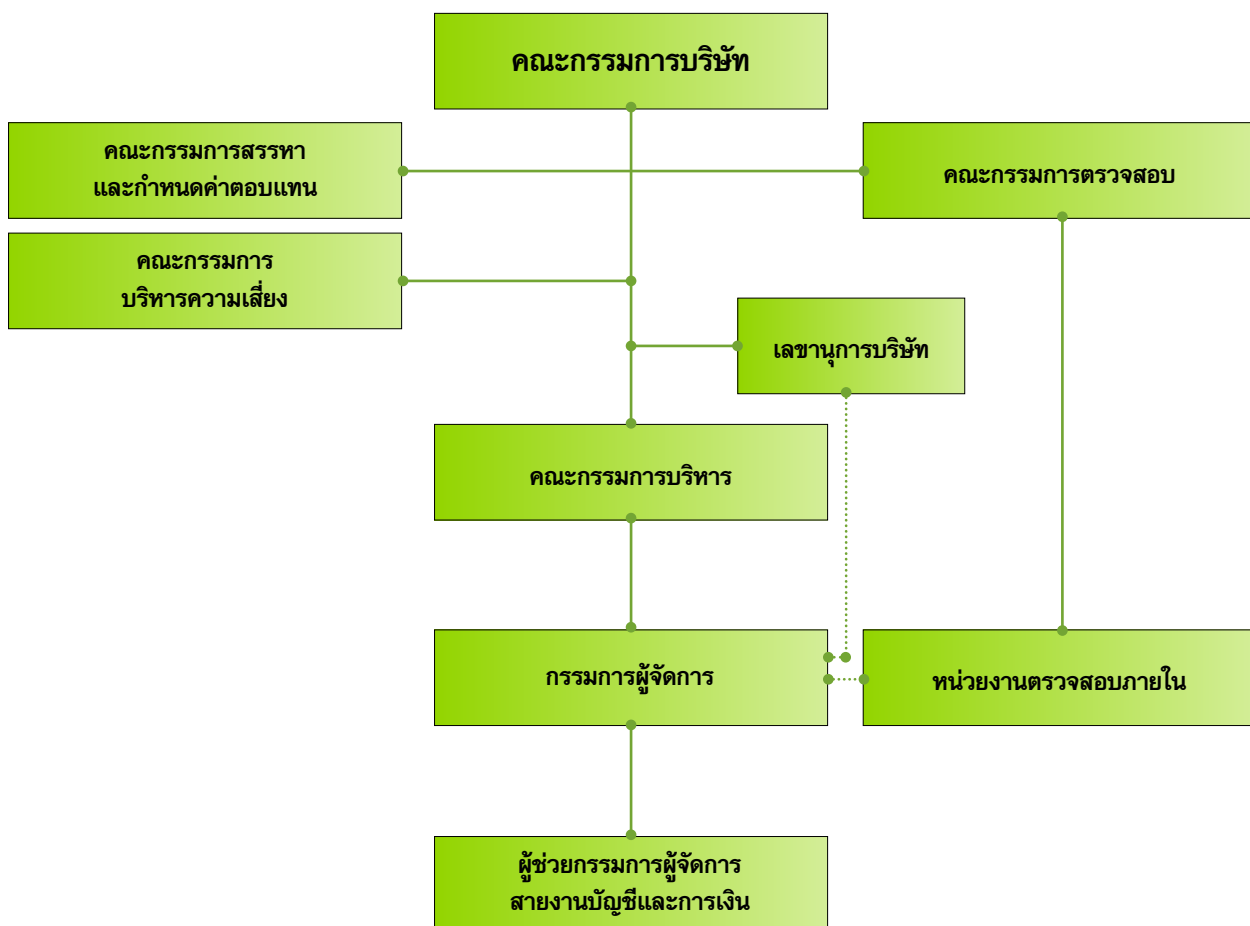 คณะกรรมการบริษัท
คณะกรรมการสรรหา
และกำหนดค่าตอบแทน
คณะกรรมการตรวจสอบ
คณะกรรมการ
บริหารความเสี่ยง
เลขานุการบริษัท
คณะกรรมการบริหาร
กรรมการผู้จัดการ
หน่วยงานตรวจสอบภายใน
ผู้ช่วยกรรมการผู้จัดการ
สายงานบัญชีและการเงิน